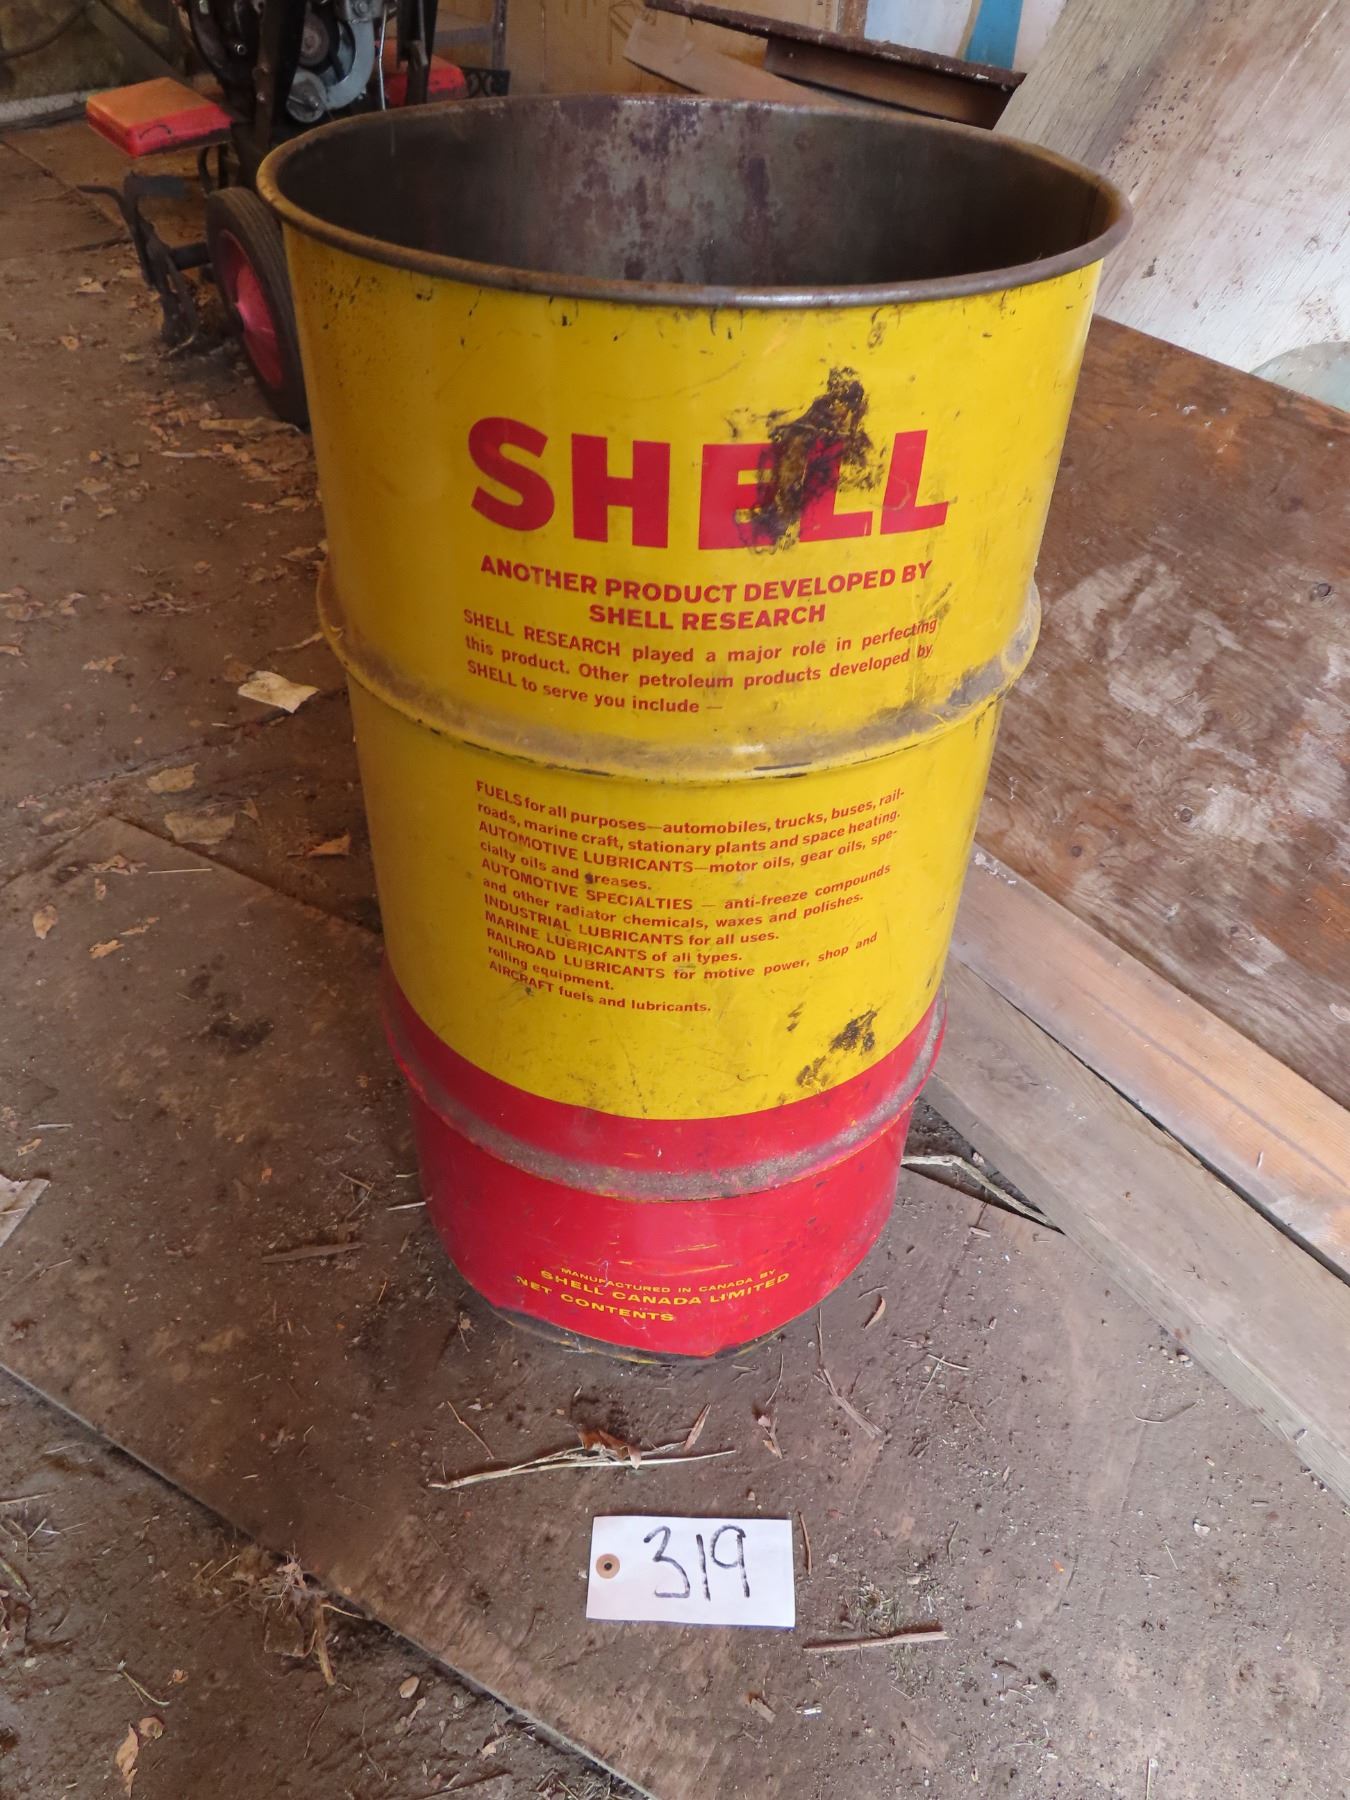 SHELL
ANOTHER PRODUCT DEVELOPED BY
SHELL RESEARCH
SHELL RESEARCH played a major role in perfecting
this product. Other petroleum products developed by
SHELL to serve you include —
FUELS for all purposes—automobiles, trucks, buses, rail-
roads, marine craft, stationary plants and space heating.
AUTOMOTIVE LUBRICANTS—motor oils, gear oils, spe-
cialty oils and greases.
AUTOMOTIVE SPECIALTIES — anti-freeze compounds
and other radiator chemicals, waxes and polishes.
INDUSTRIAL LUBRICANTS for all uses.
MARINE LUBRICANTS of all types.
RAILROAD LUBRICANTS for motive power, shop and
rolling equipment.
AIRCRAFT fuels and lubricants.
MANUFACTURED IN CANADA BY
SHELL CANADA LIMITED
NET CONTENTS
319